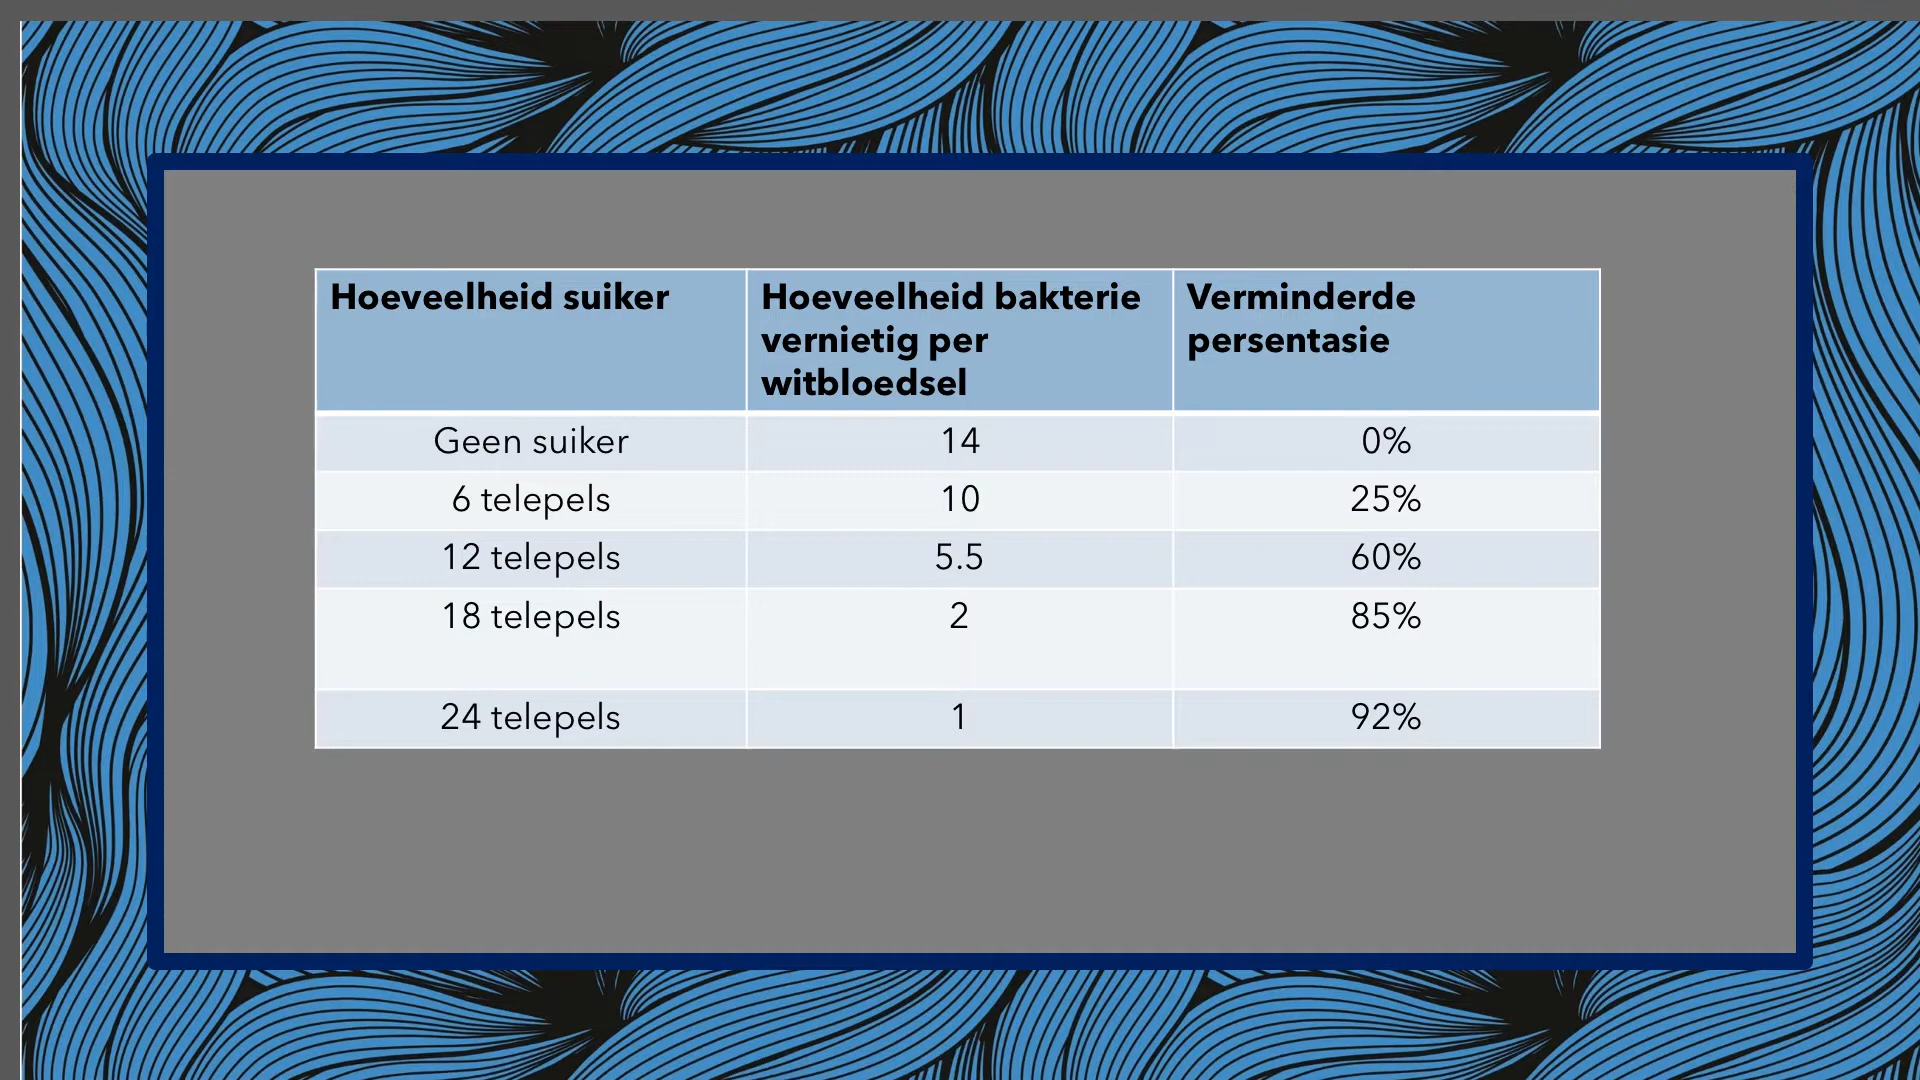 Hoeveelheid suiker
Hoeveelheid bakterie
vernietig per
witbloedsel
Verminderde
persentasie
Geen suiker 14 0%
6 telepels 10 25%
12 telepels 5.5 60%
18 telepels 2 85%
24 telepels 1 92%